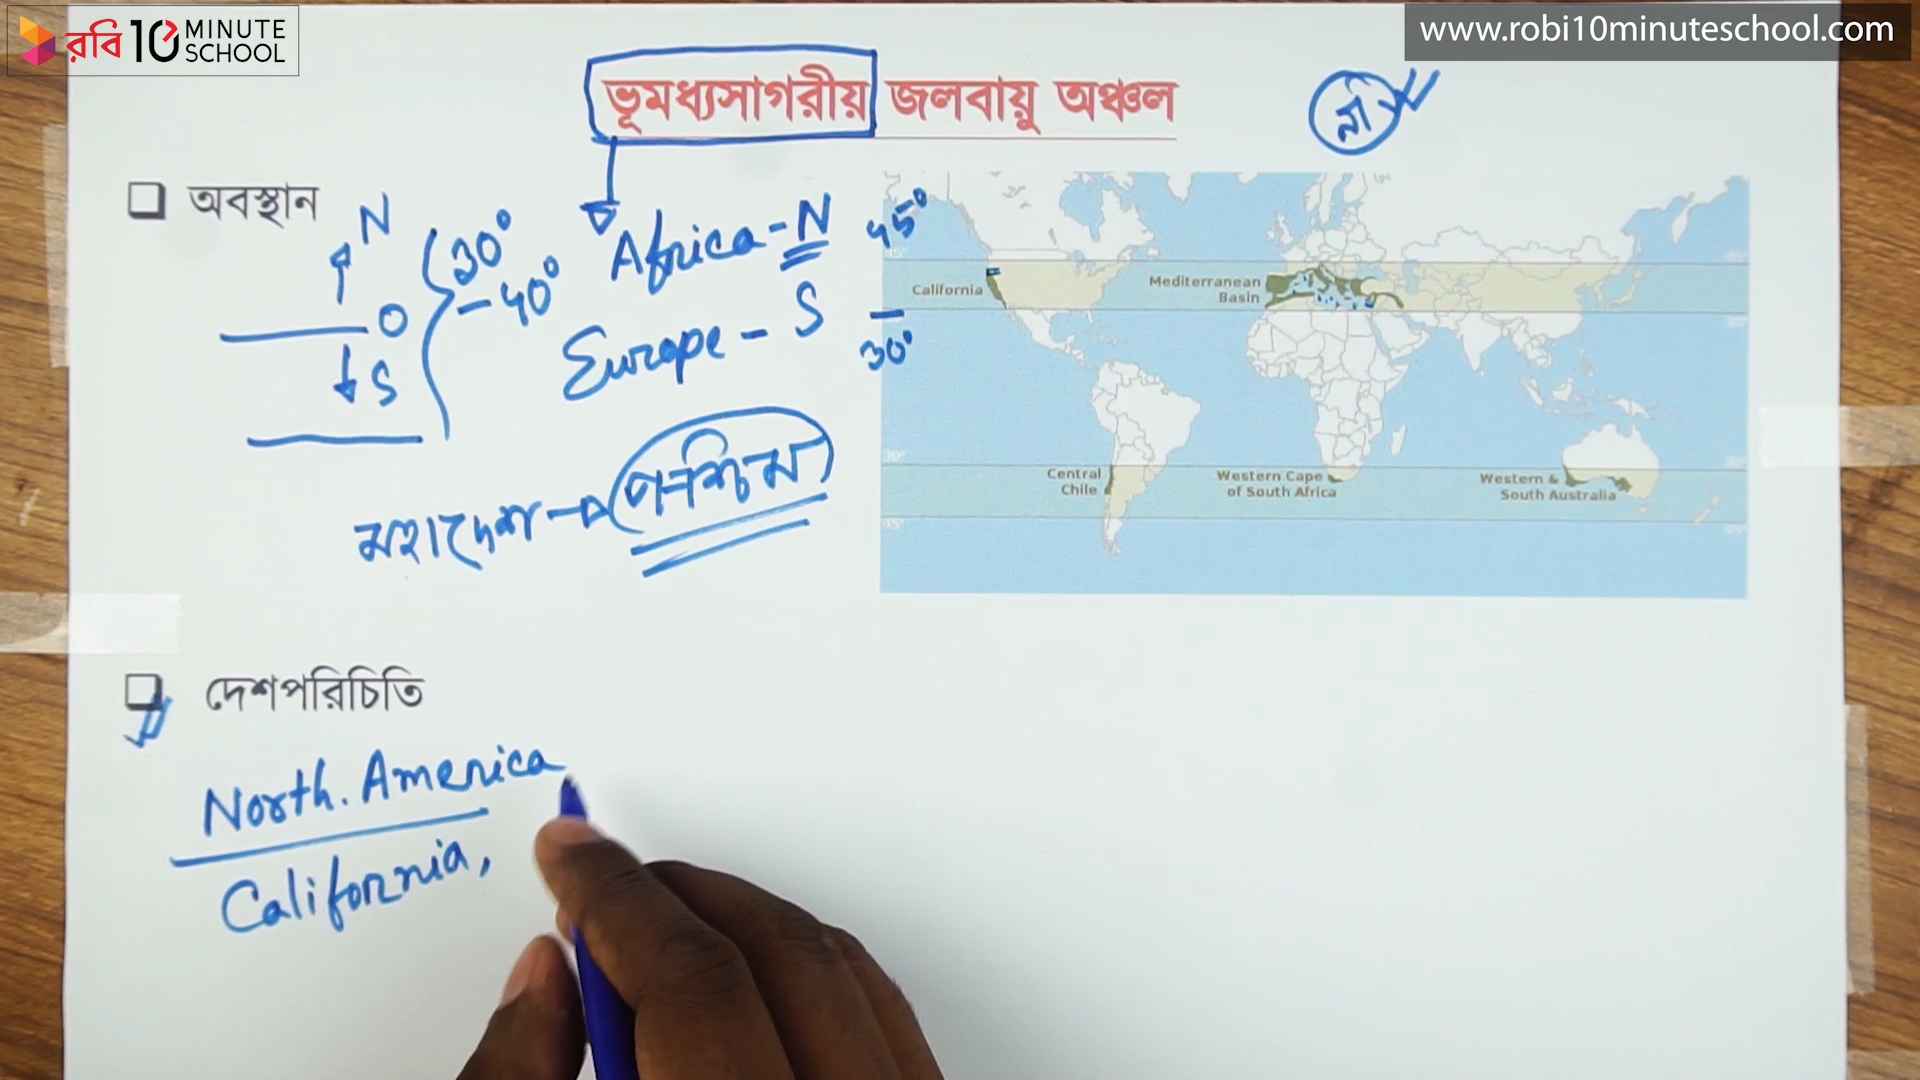 রবি 10 MINUTE SCHOOL
www.robi10minuteschool.com
ভূমধ্যসাগরীয় জলবায়ু অঞ্চল
অবস্থান
N
O
S
30°
- 40°
Africa - N
Europe - S
45°
30°
মহাদেশ → পশ্চিম
California
Mediterranean
Basin
Central
Chile
Western Cape
of South Africa
Western &
South Australia
30°
45°
দেশপরিচিতি
North. America
California,